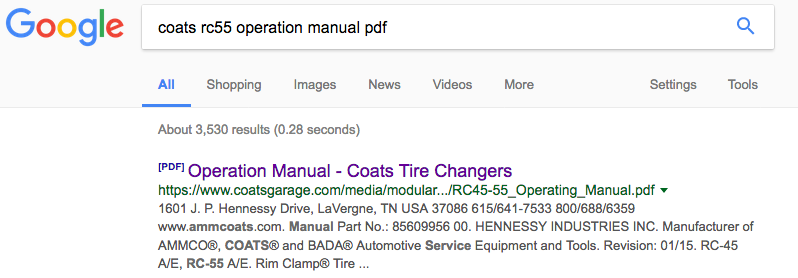 Google
coats rc55 operation manual pdf
All Shopping Images News Videos More Settings Tools
About 3,530 results (0.28 seconds)
[PDF] Operation Manual - Coats Tire Changers
https://www.coatsgarage.com/media/modular.../RC45-55_Operating_Manual.pdf
1601 J. P. Hennessy Drive, LaVergne, TN USA 37086 615/641-7533 800/688/6359
www.ammcoats.com. Manual Part No.: 85609956 00. HENNESSY INDUSTRIES INC. Manufacturer of
AMMCO®, COATS® and BADA® Automotive Service Equipment and Tools. Revision: 01/15. RC-45
A/E, RC-55 A/E. Rim Clamp® Tire ...